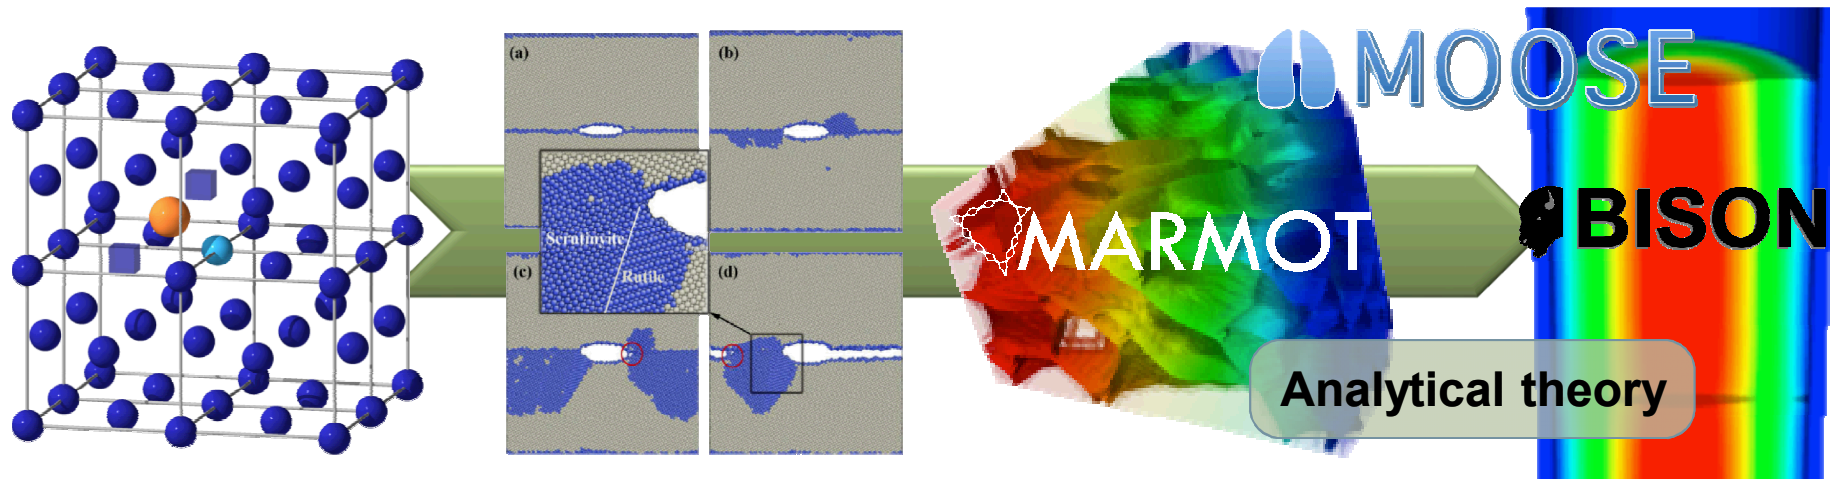 (a)
(b)
Scrutinyite
Rutile
(c)
(d)
MOOSE
MARMOT
BISON
Analytical theory